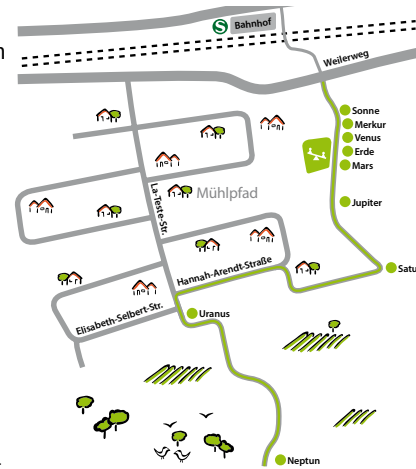 S Bahnhof
n
Weilerweg
Sonne
Merkur
Venus
Erde
Mars
La-Teste-Str.
Mühlpfad
Jupiter
Hannah-Arendt-Straße
Satu
Elisabeth-Selbert-Str.
Uranus
Neptun